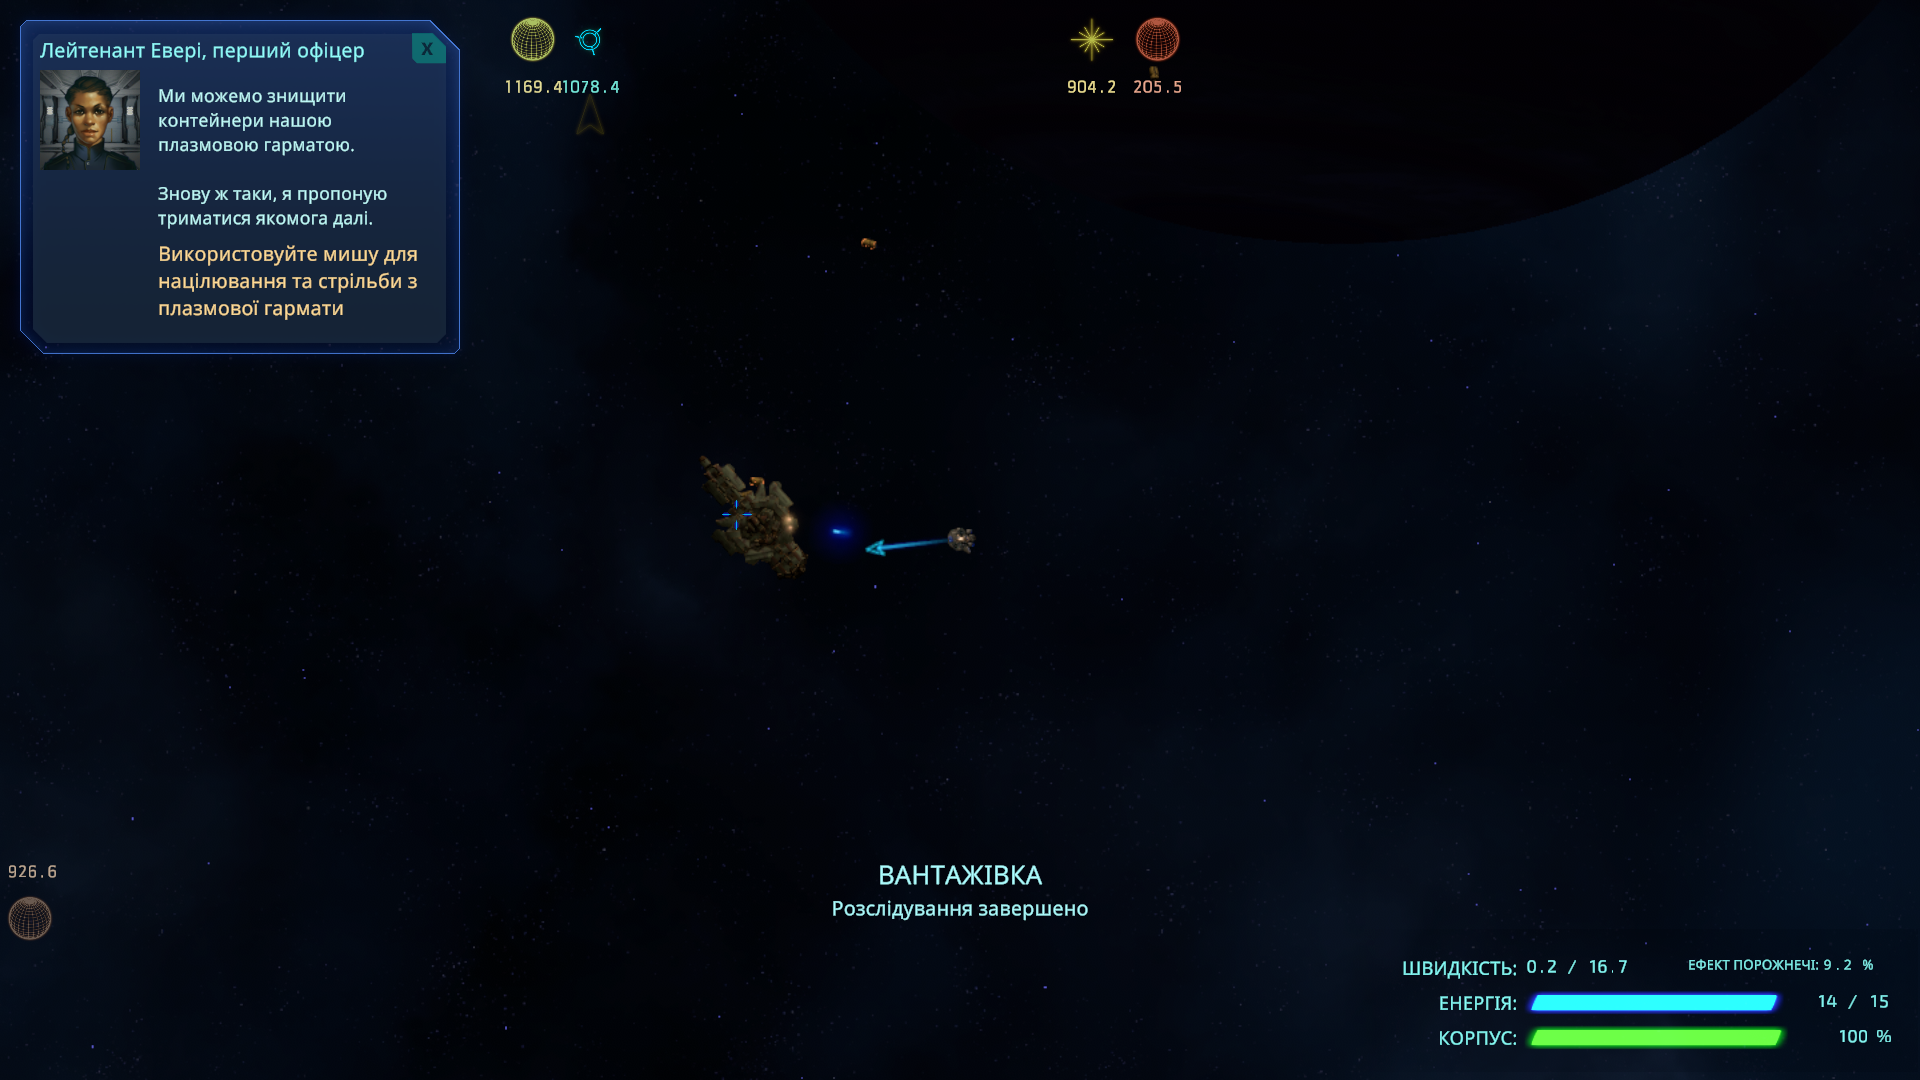 Лейтенант Евері, перший офіцер
X
Ми можемо знищити
контейнери нашою
плазмовою гарматою.
Знову ж таки, я пропоную
триматися якомога далі.
Використовуйте мишу для
націлювання та стрільби з
плазмової гармати
1169.4
1078.4
904.2
205.5
926.6
ВАНТАЖІВКА
Розслідування завершено
ШВИДКІСТЬ: 0.2 / 16.7
ЕФЕКТ ПОРОЖНЕЧІ: 9.2 %
ЕНЕРГІЯ: 14 / 15
КОРПУС: 100 %